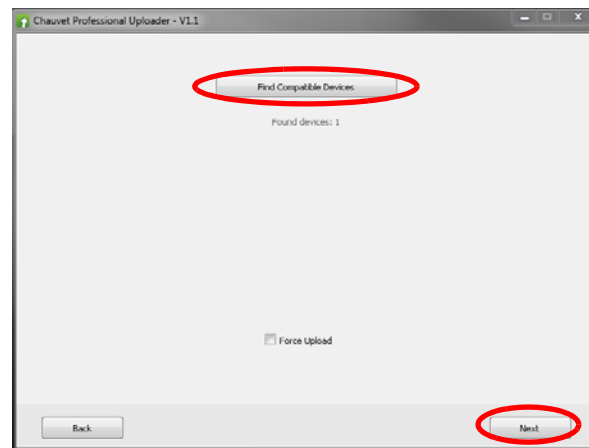 Chauvet Professional Uploader - V1.1
Find Compatible Devices
Found devices: 1
Force Upload
Back
Next